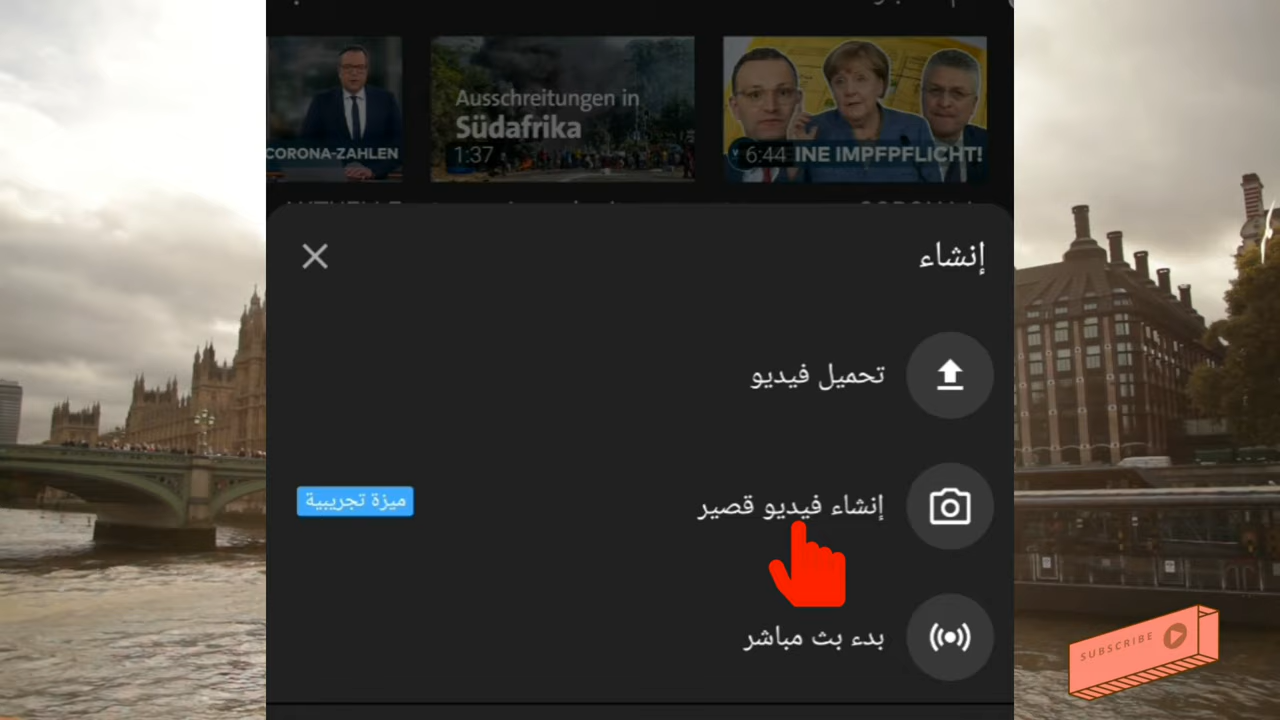 CORONA-ZAHLEN
Ausschreitungen in
Südafrika
1:37
6:44
INE IMPFPFLICHT!
إنشاء
تحميل فيديو
إنشاء فيديو قصير
ميزة تجريبية
بدء بث مباشر
SUBSCRIBE